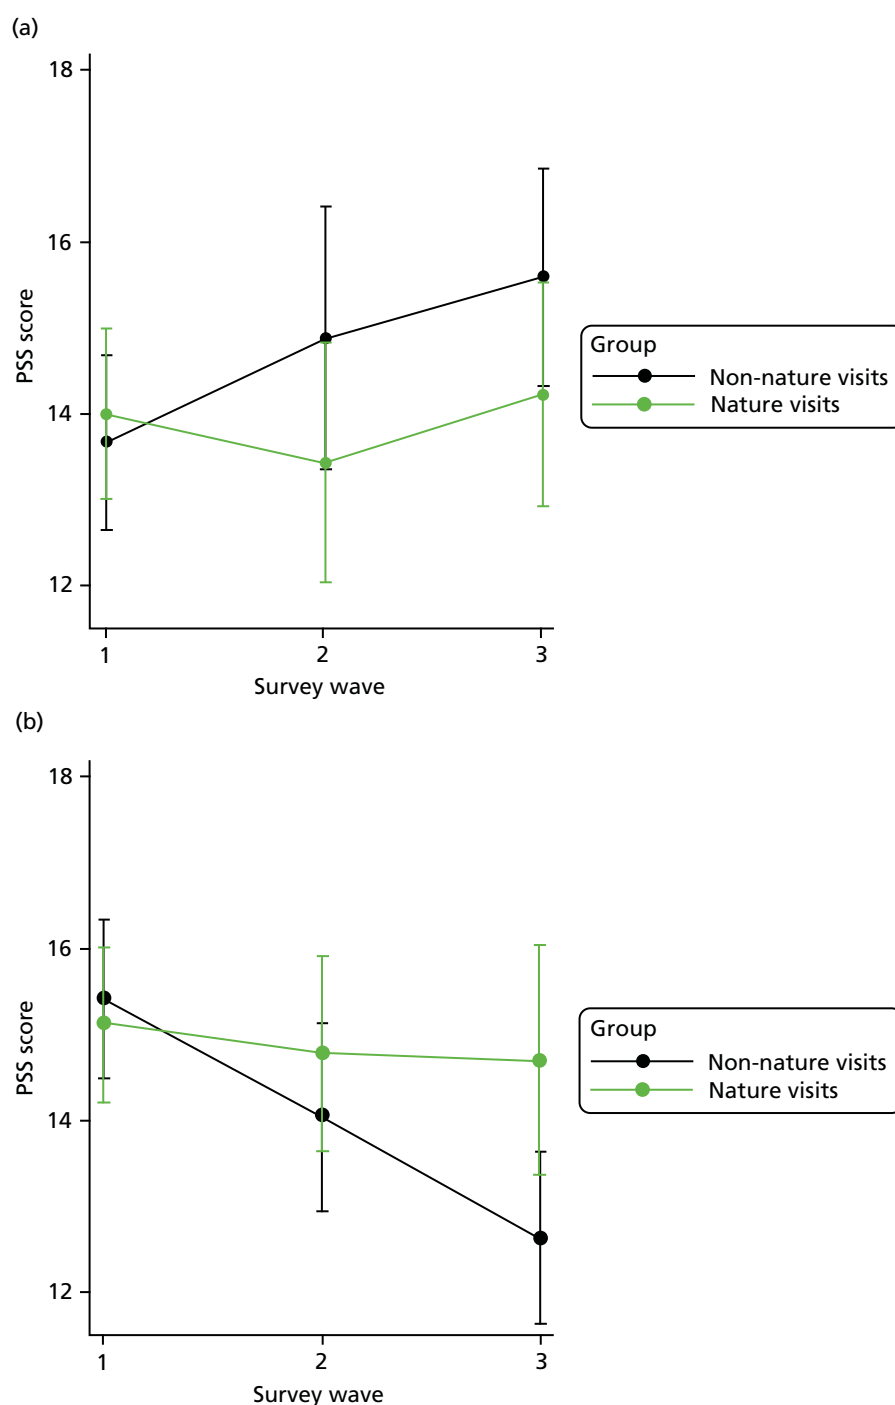 (a)
18
16
14
12
PSS score
1
2
3
Survey wave
Group
Non-nature visits
Nature visits
(b)
18
16
14
12
PSS score
1
2
3
Survey wave
Group
Non-nature visits
Nature visits